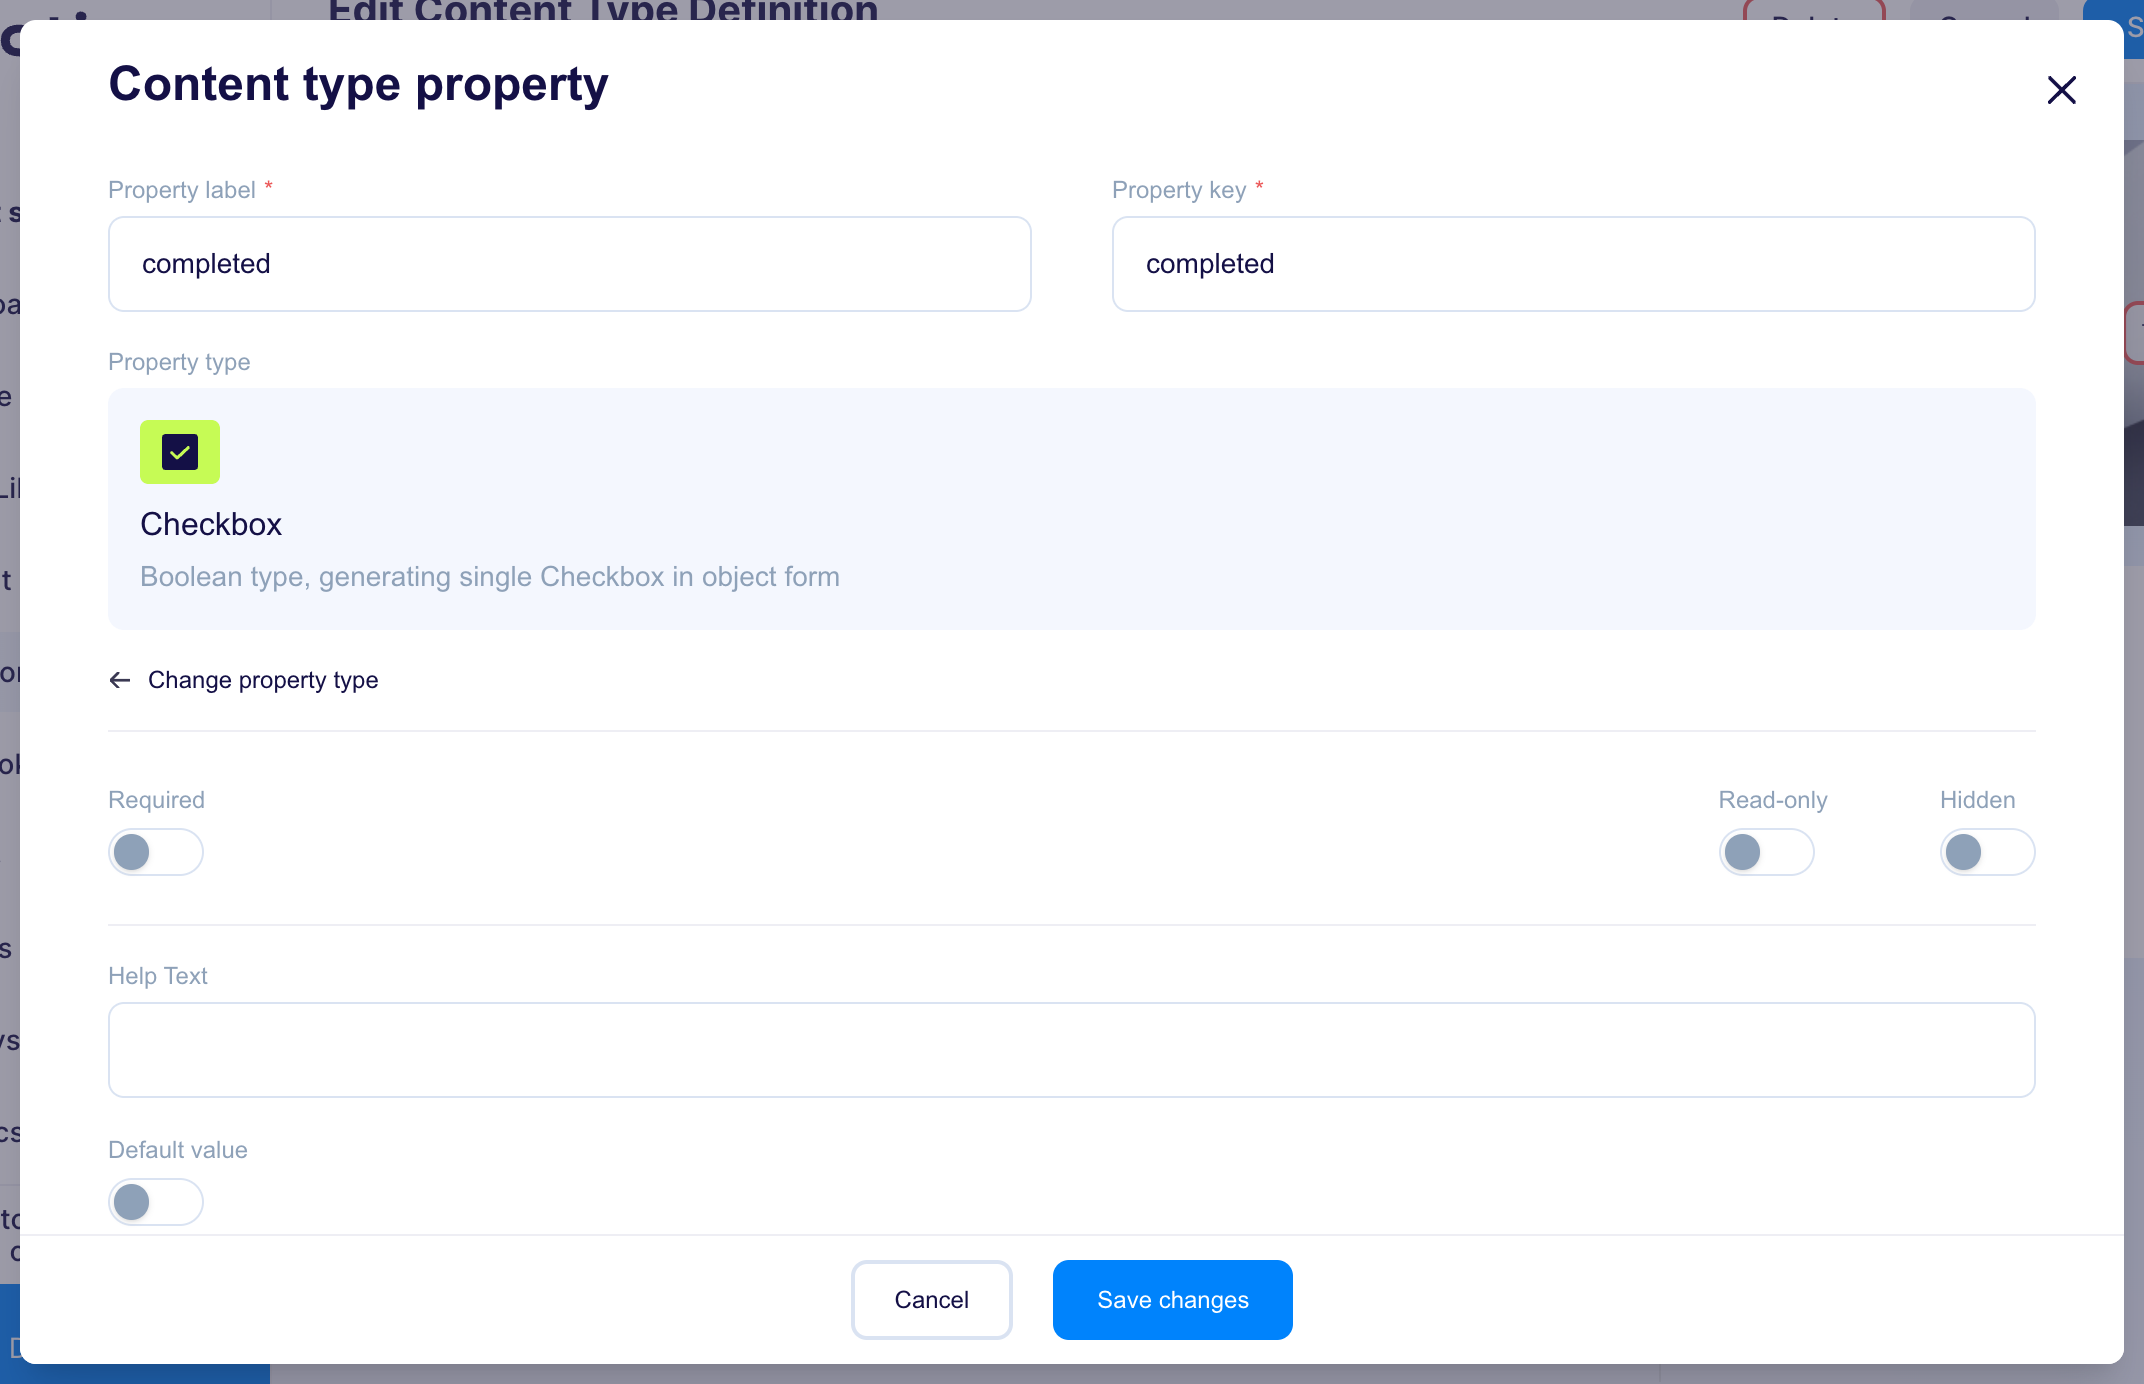 Edit Content Type Definition
Content type property
Property label *
Property key *
completed
completed
Property type
Checkbox
Boolean type, generating single Checkbox in object form
Change property type
Required
Read-only
Hidden
Help Text
Default value
Cancel
Save changes